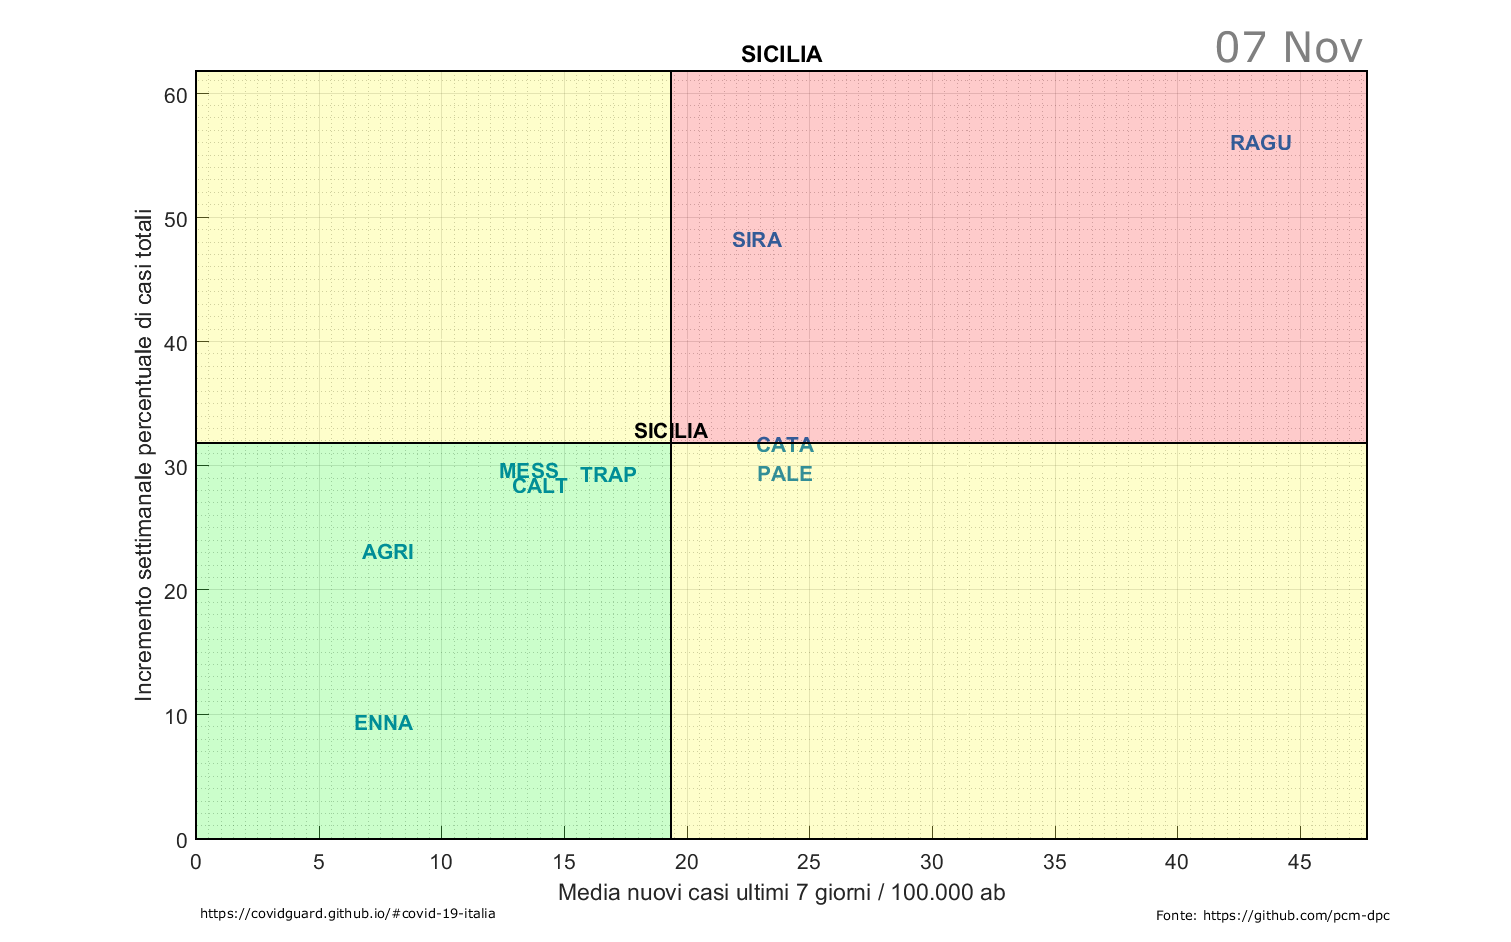 07 Nov
SICILIA
60
50
40
30
20
10
0
Incremento settimanale percentuale di casi totali
RAGU
SIRA
SICILIA
CATA
MESS
TRAP
PALE
CALT
AGRI
ENNA
0 5 10 15 20 25 30 35 40 45
Media nuovi casi ultimi 7 giorni / 100.000 ab
https://covidguard.github.io/#covid-19-italia
Fonte: https://github.com/pcm-dpc